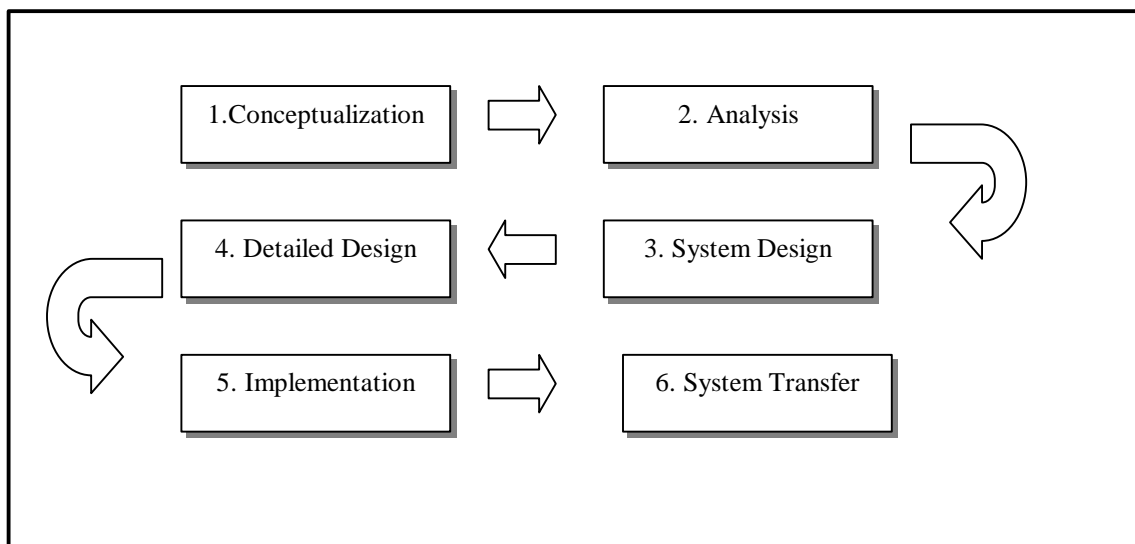 1.Conceptualization
2. Analysis
3. System Design
4. Detailed Design
5. Implementation
6. System Transfer